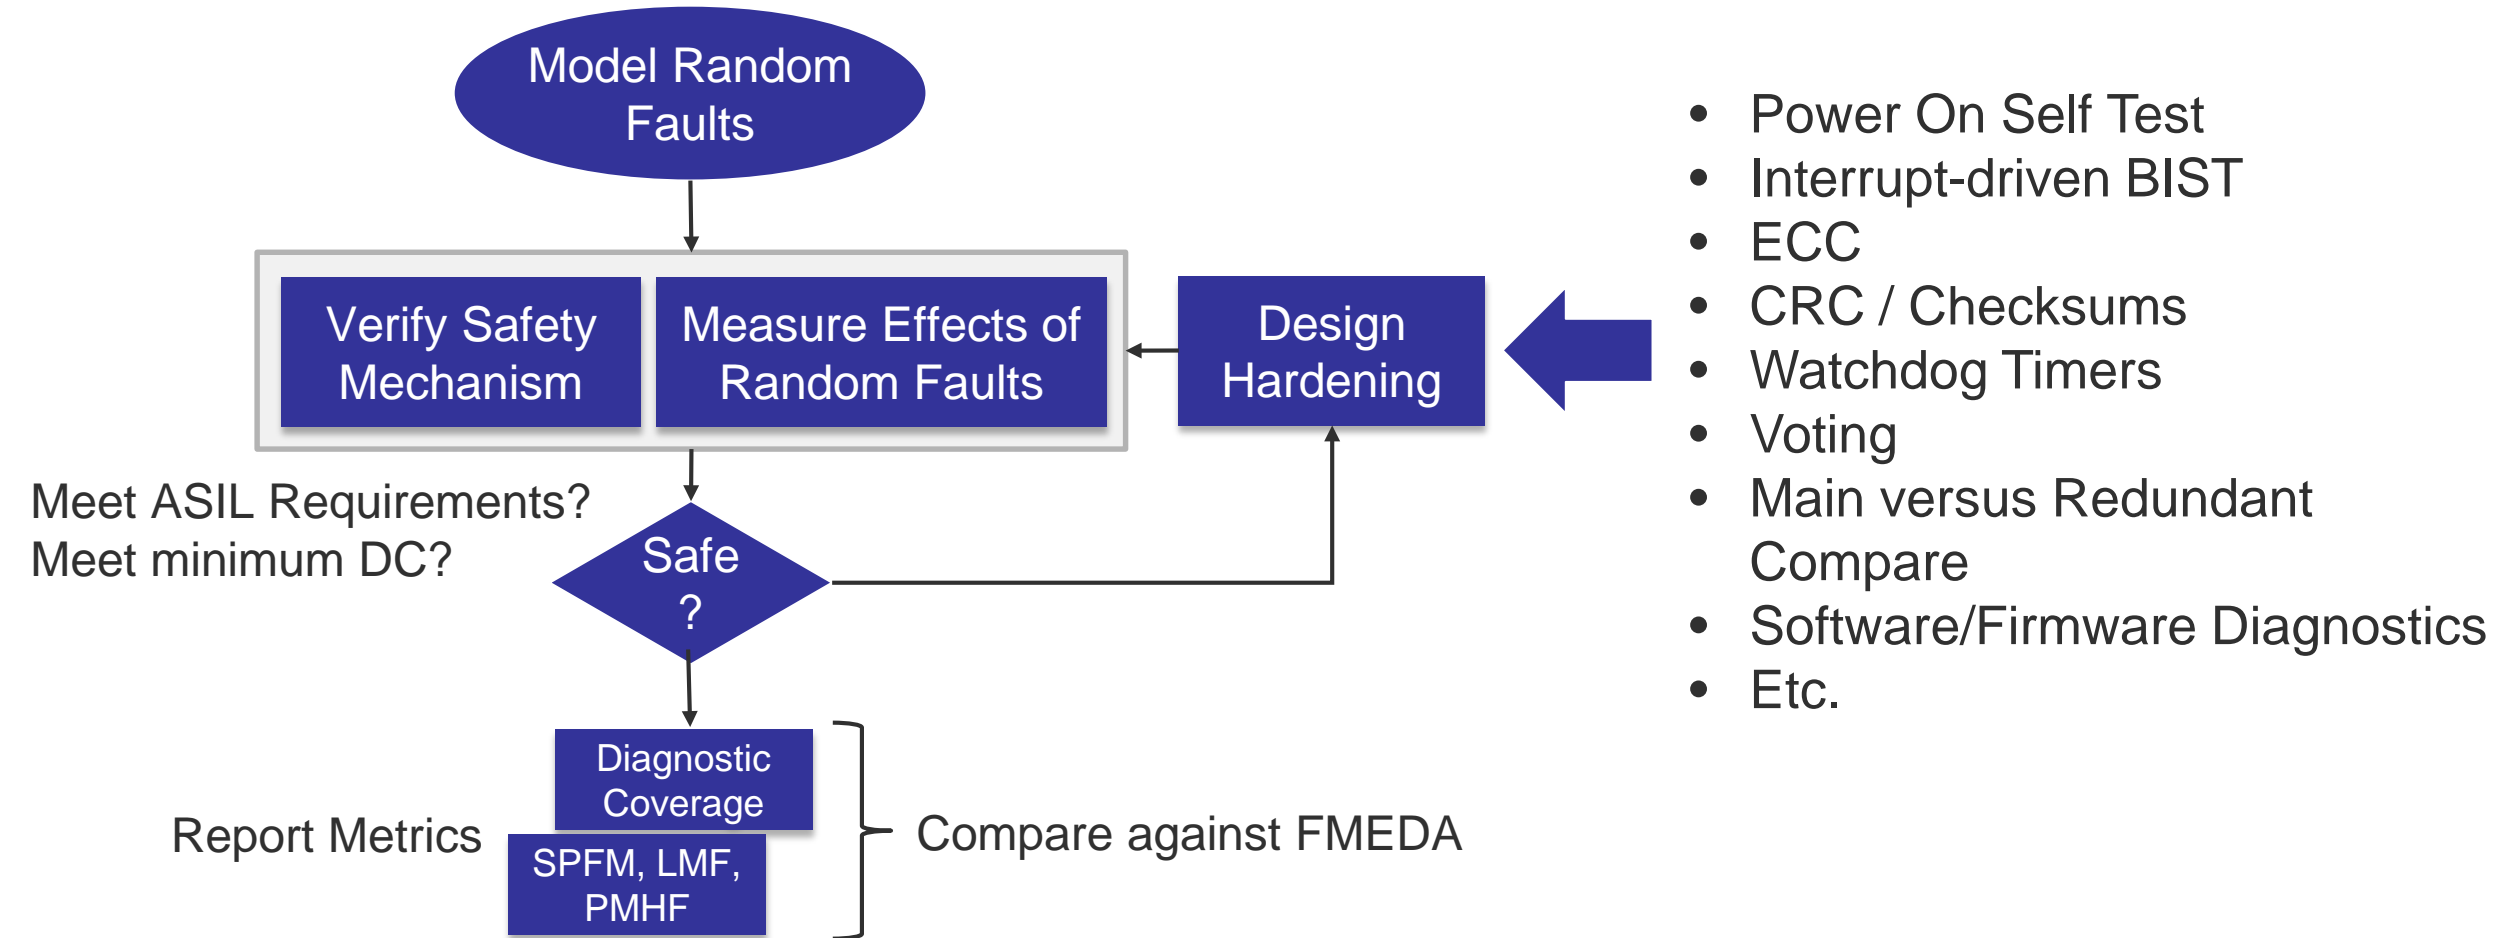 Model Random
Faults
Verify Safety
Mechanism
Measure Effects of
Random Faults
Design
Hardening
Meet ASIL Requirements?
Meet minimum DC?
Safe
?
Diagnostic
Coverage
Report Metrics
SPFM, LMF,
PMHF
Compare against FMEDA
• Power On Self Test
• Interrupt-driven BIST
• ECC
• CRC / Checksums
• Watchdog Timers
• Voting
• Main versus Redundant
Compare
• Software/Firmware Diagnostics
• Etc.